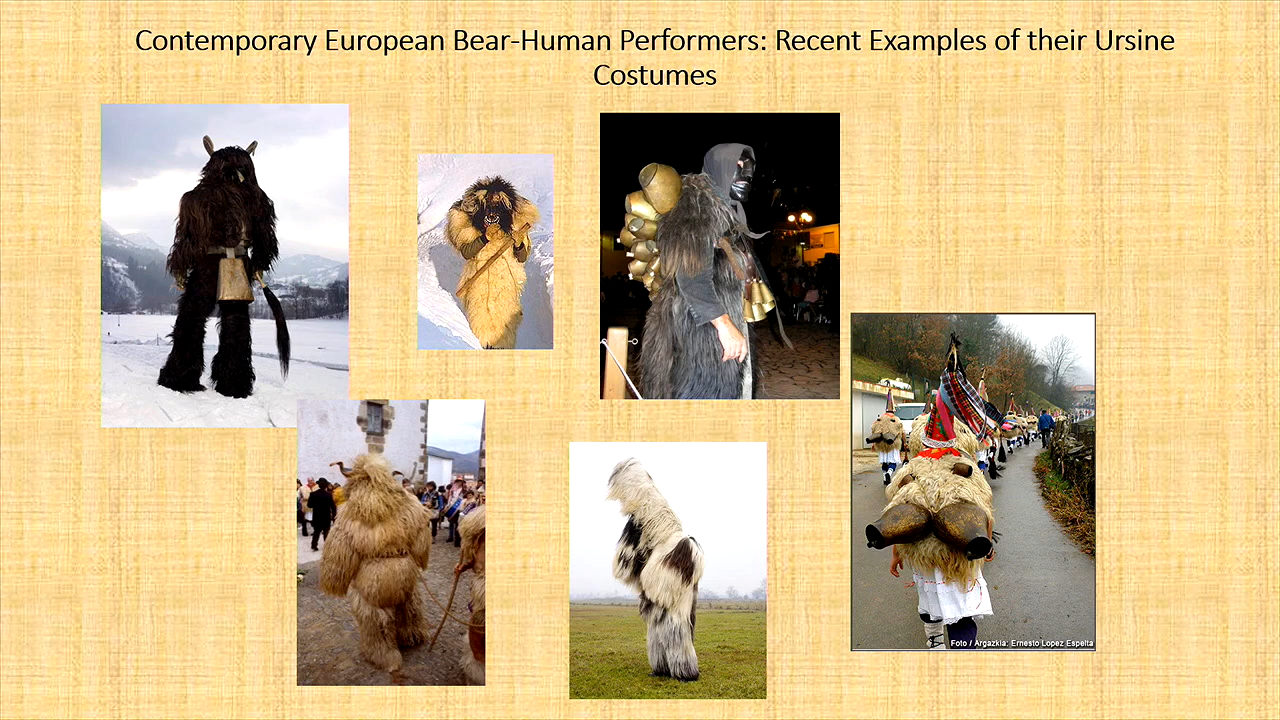 Contemporary European Bear-Human Performers: Recent Examples of their Ursine
Costumes
Foto / Argazkia: Ernesto Lopez Espelta